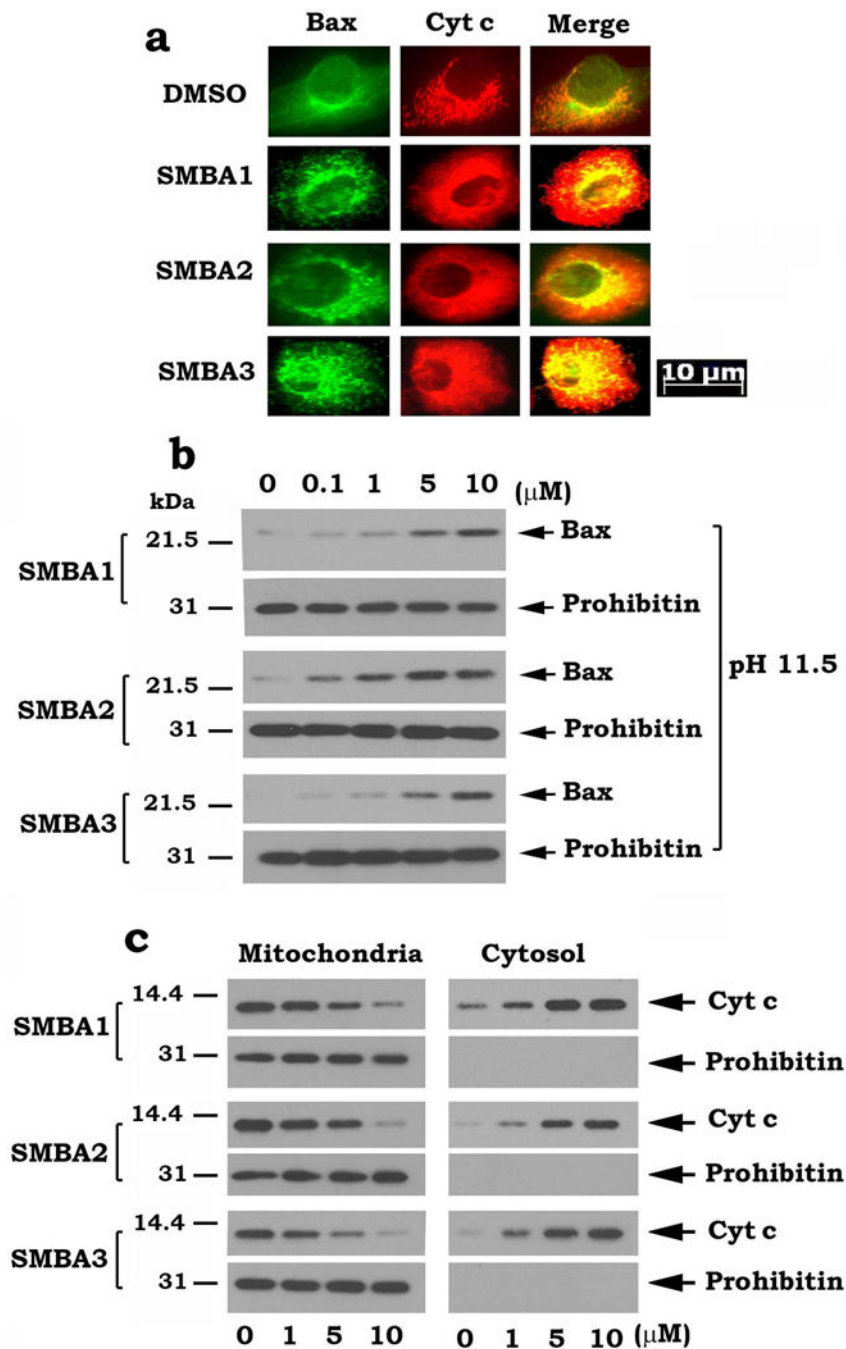 a
Bax Cyt c Merge
DMSO
SMBA1
SMBA2
SMBA3
10 µm
b
kDa 0 0.1 1 5 10 (µM)
SMBA1
21.5 Bax
31 Prohibitin
SMBA2
21.5 Bax
31 Prohibitin
SMBA3
21.5 Bax
31 Prohibitin
pH 11.5
c
Mitochondria Cytosol
SMBA1
14.4 Cyt c
31 Prohibitin
SMBA2
14.4 Cyt c
31 Prohibitin
SMBA3
14.4 Cyt c
31 Prohibitin
0 1 5 10 0 1 5 10 (µM)